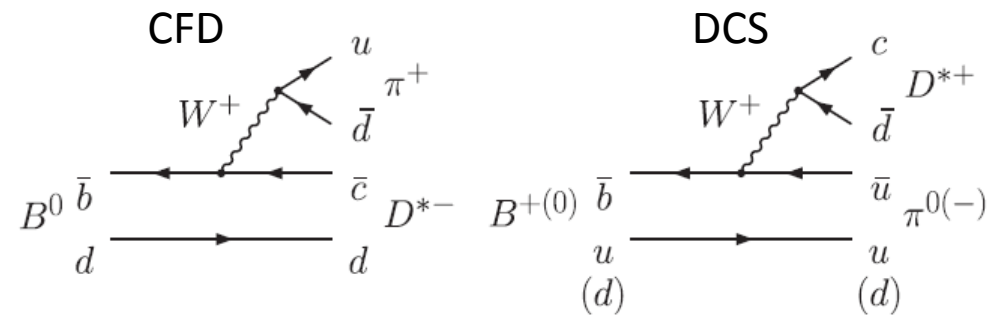 CFD
u
π⁺
W⁺
d̄
B⁰ b̄
c̄
D*⁻
d
d
DCS
c
D*⁺
W⁺
d̄
B⁺⁽⁰⁾ b̄
ū
π⁰⁽⁻⁾
u
u
(d)
(d)